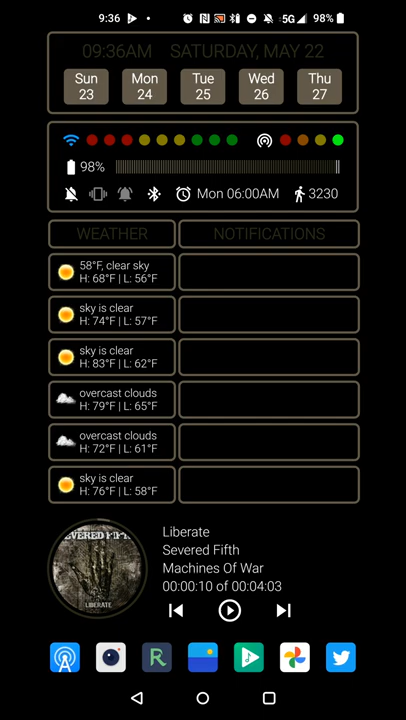 9:36
5G 98%
09:36AM SATURDAY, MAY 22
Sun Mon Tue Wed Thu
23 24 25 26 27
98%
Mon 06:00AM 3230
WEATHER NOTIFICATIONS
58°F, clear sky
H: 68°F | L: 56°F
sky is clear
H: 74°F | L: 57°F
sky is clear
H: 83°F | L: 62°F
overcast clouds
H: 79°F | L: 65°F
overcast clouds
H: 72°F | L: 61°F
sky is clear
H: 76°F | L: 58°F
SEVERED FIFTH
LIBERATE
Liberate
Severed Fifth
Machines Of War
00:00:10 of 00:04:03
R